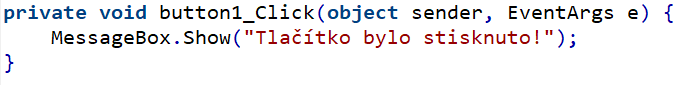 private void button1_Click(object sender, EventArgs e) {
    MessageBox.Show("Tlačítko bylo stisknuto!");
}